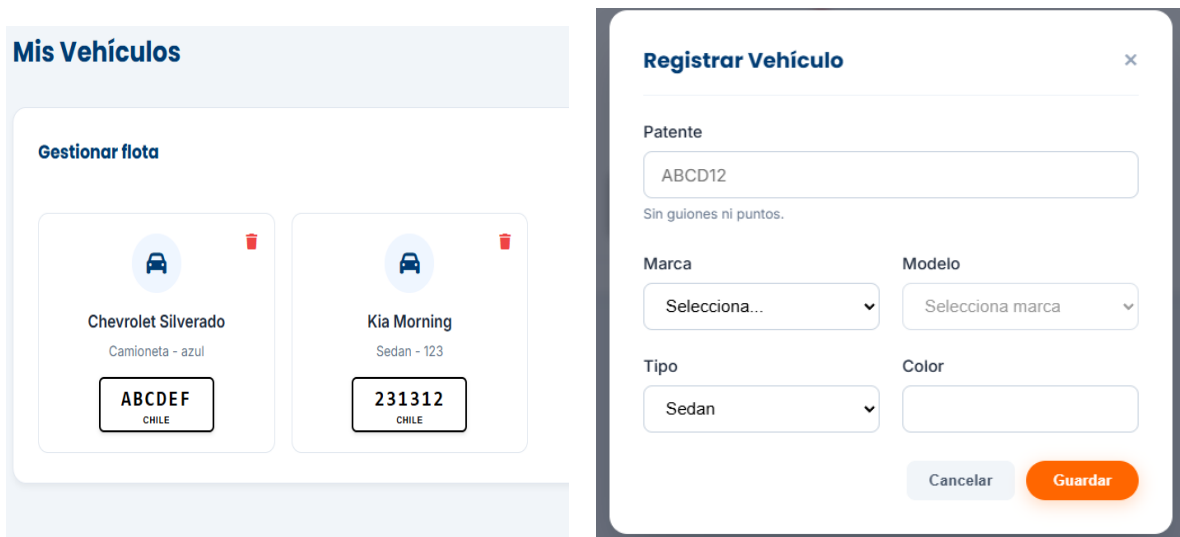 Mis Vehículos
Gestionar flota
Chevrolet Silverado
Camioneta - azul
ABCDEF
CHILE
Kia Morning
Sedan - 123
231312
CHILE
Registrar Vehículo
×
Patente
ABCD12
Sin guiones ni puntos.
Marca
Modelo
Selecciona...
Selecciona marca
Tipo
Color
Sedan
Cancelar
Guardar